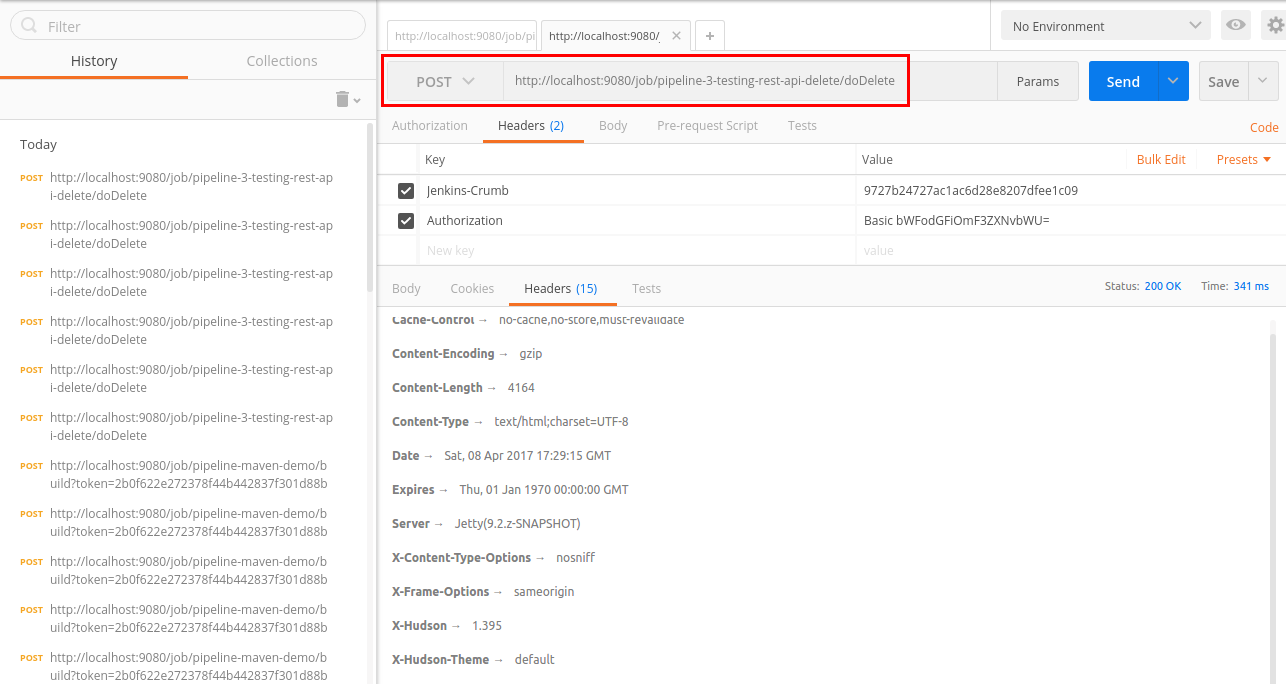 Filter
History Collections
Today
POST http://localhost:9080/job/pipeline-3-testing-rest-ap
i-delete/doDelete
POST http://localhost:9080/job/pipeline-3-testing-rest-ap
i-delete/doDelete
POST http://localhost:9080/job/pipeline-3-testing-rest-ap
i-delete/doDelete
POST http://localhost:9080/job/pipeline-3-testing-rest-ap
i-delete/doDelete
POST http://localhost:9080/job/pipeline-3-testing-rest-ap
i-delete/doDelete
POST http://localhost:9080/job/pipeline-3-testing-rest-ap
i-delete/doDelete
POST http://localhost:9080/job/pipeline-maven-demo/b
uild?token=2b0f622e272378f44b442837f301d88b
POST http://localhost:9080/job/pipeline-maven-demo/b
uild?token=2b0f622e272378f44b442837f301d88b
POST http://localhost:9080/job/pipeline-maven-demo/b
uild?token=2b0f622e272378f44b442837f301d88b
POST http://localhost:9080/job/pipeline-maven-demo/b
uild?token=2b0f622e272378f44b442837f301d88b
POST http://localhost:9080/job/pipeline-maven-demo/b
uild?token=2b0f622e272378f44b442837f301d88b
http://localhost:9080/job/pi http://localhost:9080/ No Environment
POST http://localhost:9080/job/pipeline-3-testing-rest-api-delete/doDelete Params Send Save
Authorization Headers (2) Body Pre-request Script Tests Code
Key Value Bulk Edit Presets
Jenkins-Crumb 9727b24727ac1ac6d28e8207dfee1c09
Authorization Basic bWFodGFiOmF3ZXNvbWU=
New key value
Body Cookies Headers (15) Tests Status: 200 OK Time: 341 ms
Cache-Control → no-cache,no-store,must-revalidate
Content-Encoding → gzip
Content-Length → 4164
Content-Type → text/html;charset=UTF-8
Date → Sat, 08 Apr 2017 17:29:15 GMT
Expires → Thu, 01 Jan 1970 00:00:00 GMT
Server → Jetty(9.2.z-SNAPSHOT)
X-Content-Type-Options → nosniff
X-Frame-Options → sameorigin
X-Hudson → 1.395
X-Hudson-Theme → default